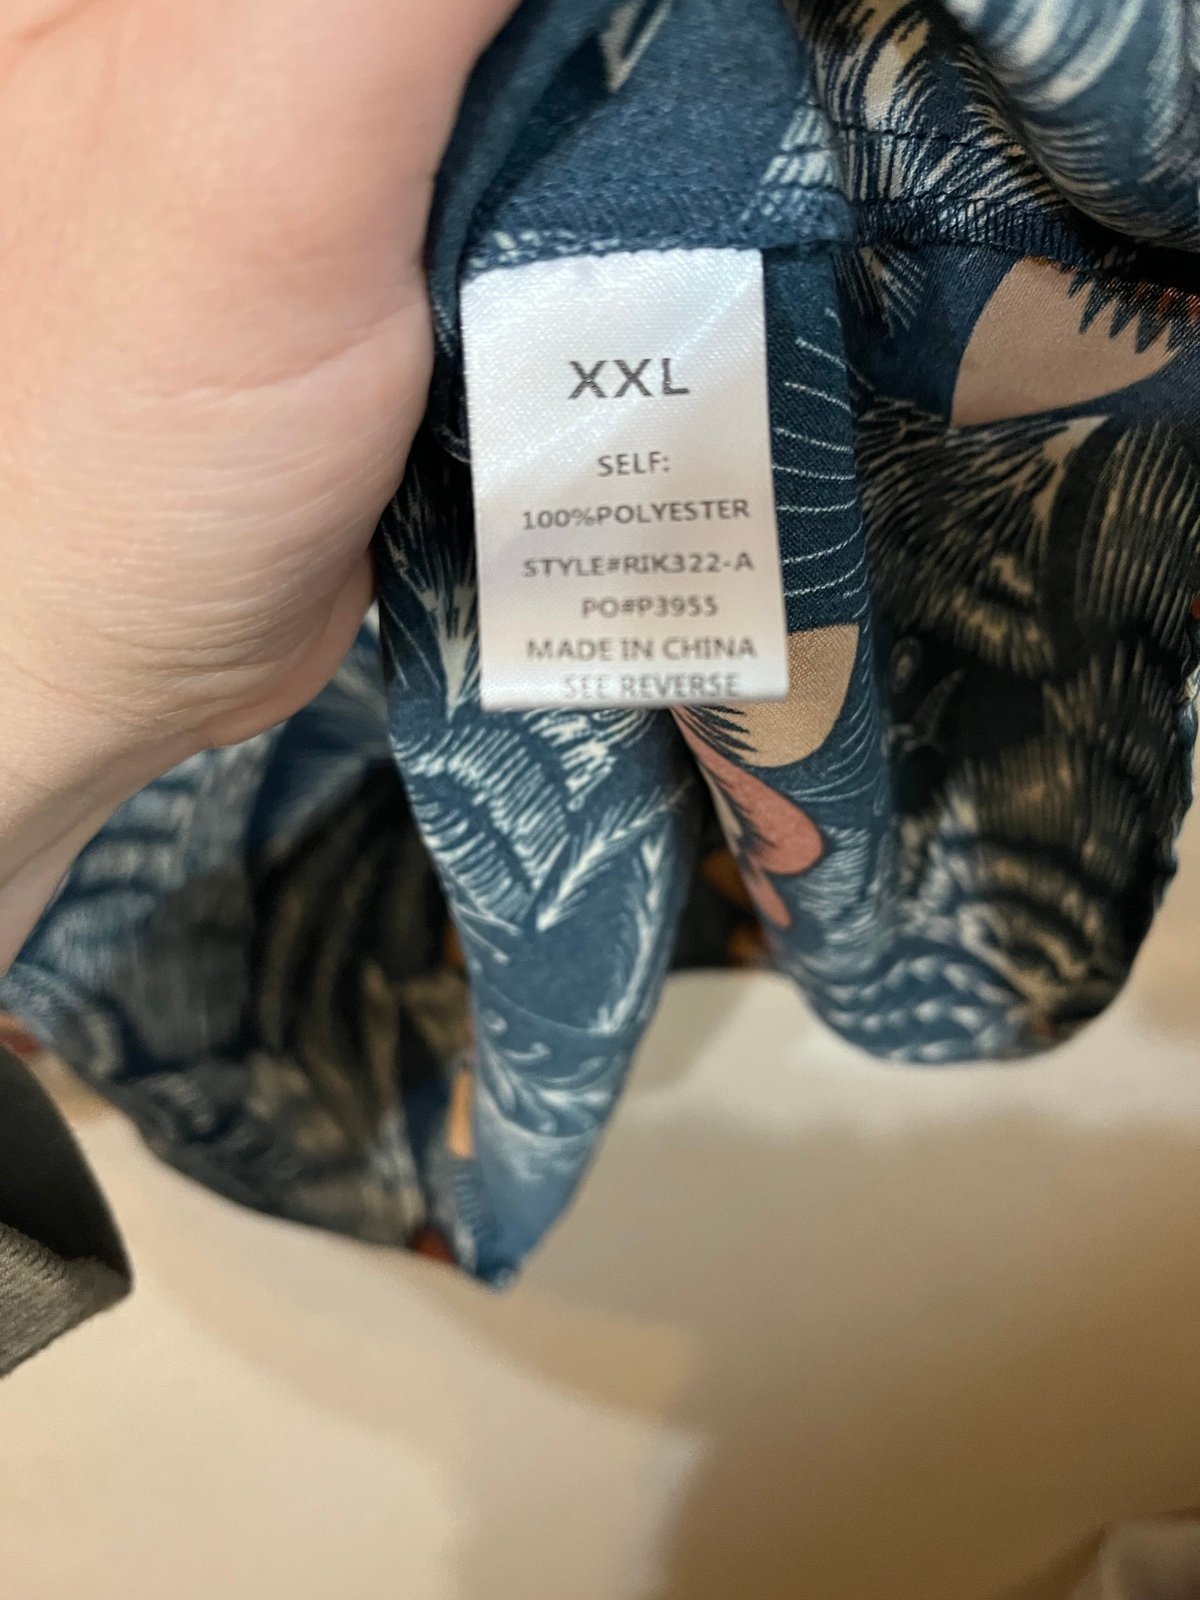 XXL
SELF:
100%POLYESTER
STYLE#RIK322-A
PO#P3955
MADE IN CHINA
SEE REVERSE